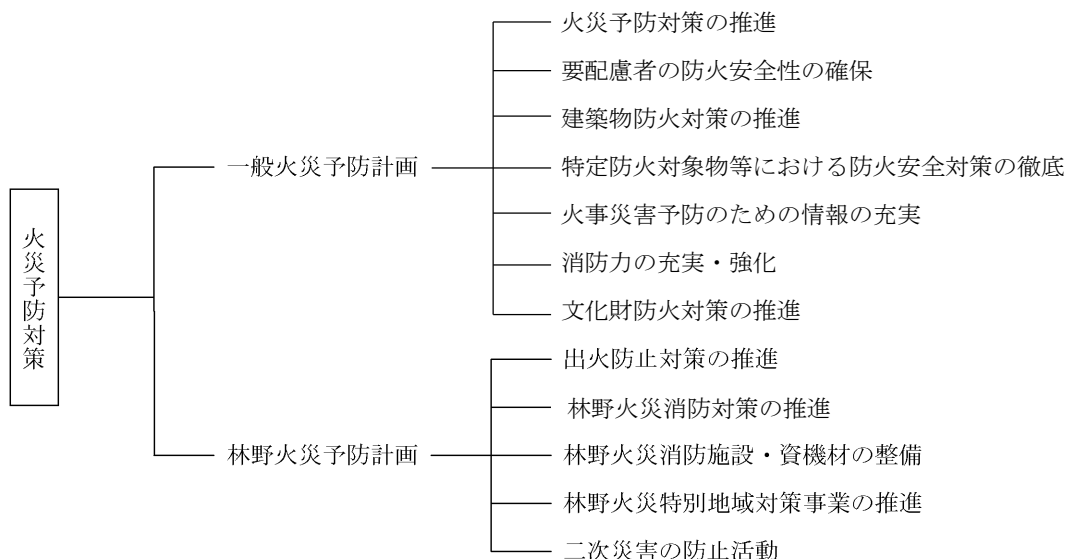 火災予防対策
一般火災予防計画
火災予防対策の推進
要配慮者の防火安全性の確保
建築物防火対策の推進
特定防火対象物等における防火安全対策の徹底
火事災害予防のための情報の充実
消防力の充実・強化
文化財防火対策の推進
林野火災予防計画
出火防止対策の推進
林野火災消防対策の推進
林野火災消防施設・資機材の整備
林野火災特別地域対策事業の推進
二次災害の防止活動